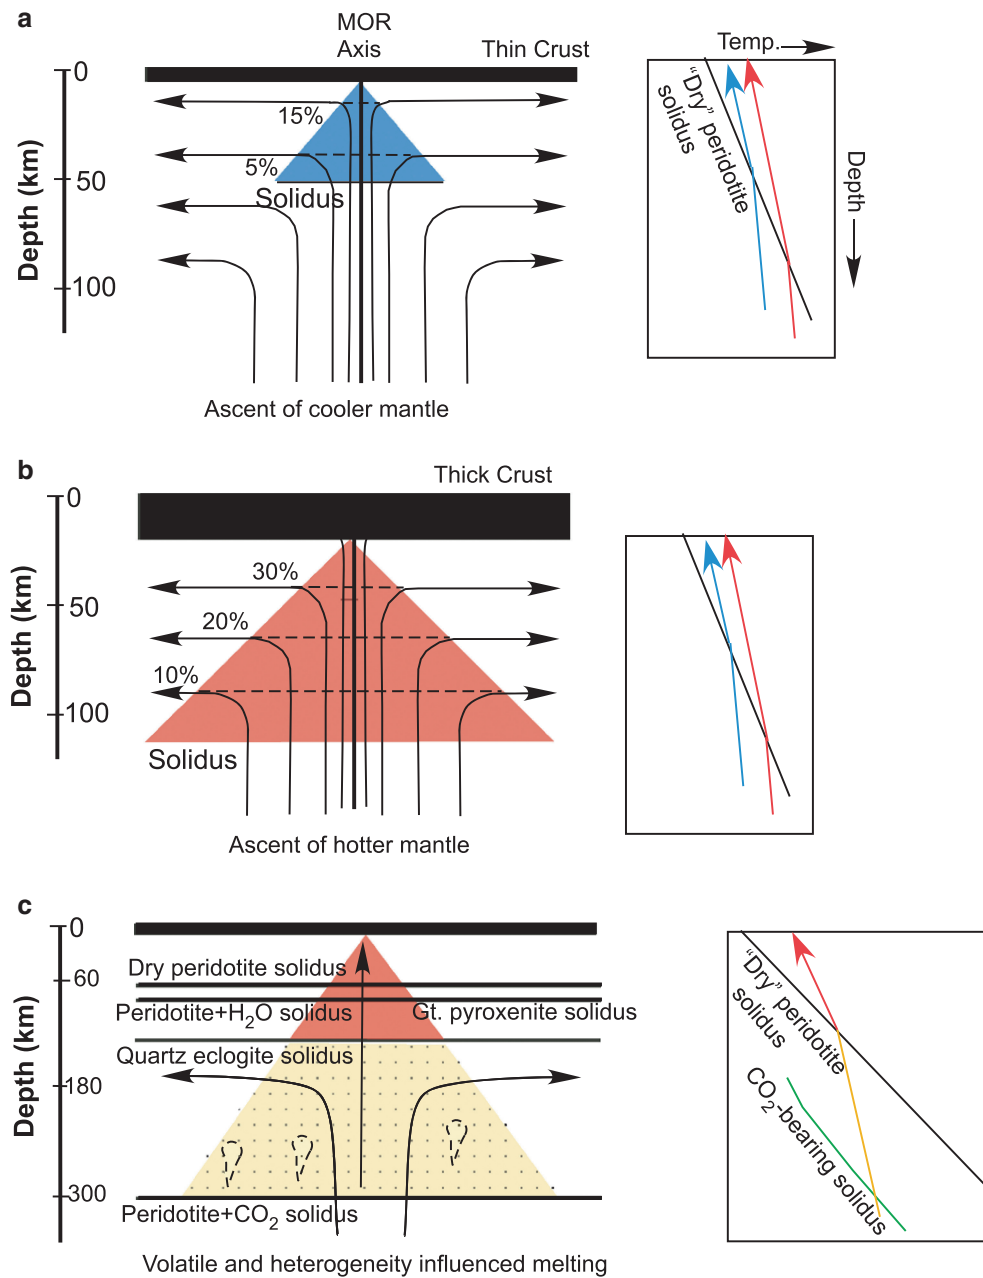 a
MOR
Axis
Thin Crust
Temp.
0
50
100
Depth (km)
15%
5%
Solidus
Ascent of cooler mantle
"Dry" peridotite
solidus
Depth
b
Thick Crust
0
50
100
Depth (km)
30%
20%
10%
Solidus
Ascent of hotter mantle
c
0
60
180
300
Depth (km)
Dry peridotite solidus
Peridotite+H2O solidus
Gt. pyroxenite solidus
Quartz eclogite solidus
Peridotite+CO2 solidus
Volatile and heterogeneity influenced melting
"Dry" peridotite
solidus
CO2-bearing solidus